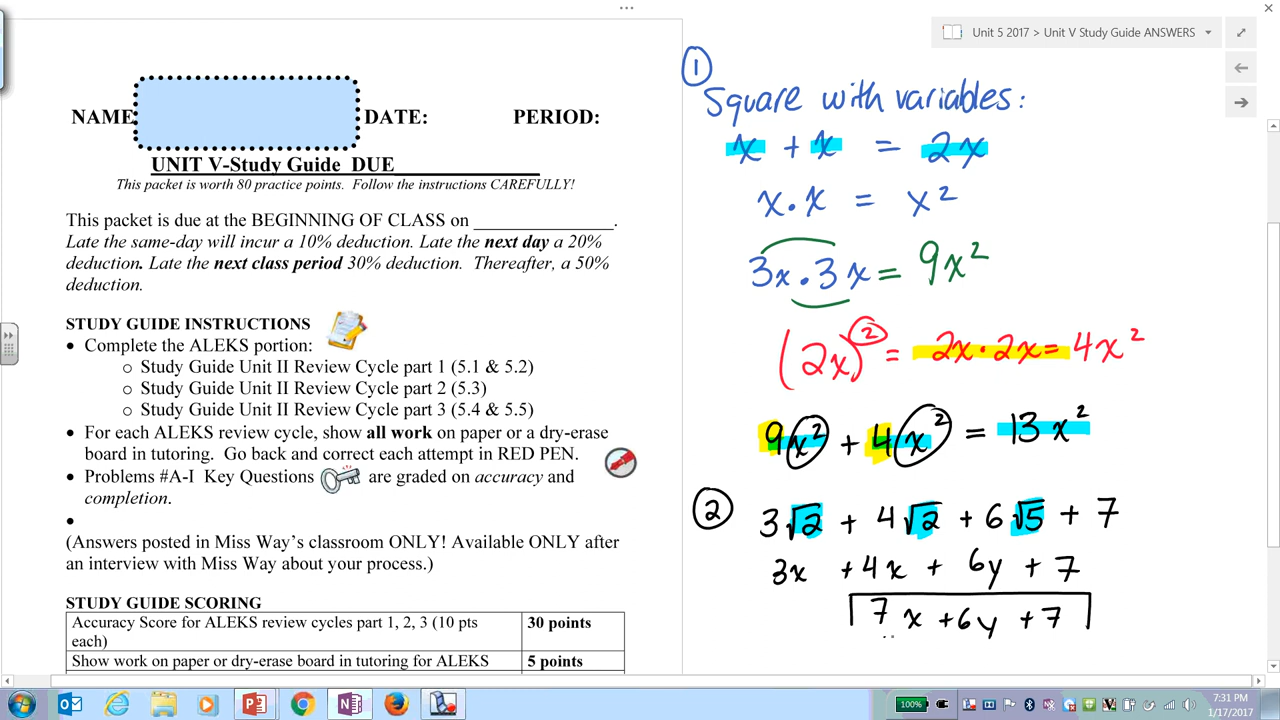 Unit 5 2017 > Unit V Study Guide ANSWERS
NAME DATE: PERIOD:
UNIT V-Study Guide DUE______________
This packet is worth 80 practice points. Follow the instructions CAREFULLY!
This packet is due at the BEGINNING OF CLASS on _______________.
Late the same-day will incur a 10% deduction. Late the next day a 20%
deduction. Late the next class period 30% deduction. Thereafter, a 50%
deduction.
STUDY GUIDE INSTRUCTIONS
• Complete the ALEKS portion:
o Study Guide Unit II Review Cycle part 1 (5.1 & 5.2)
o Study Guide Unit II Review Cycle part 2 (5.3)
o Study Guide Unit II Review Cycle part 3 (5.4 & 5.5)
• For each ALEKS review cycle, show all work on paper or a dry-erase
board in tutoring. Go back and correct each attempt in RED PEN.
• Problems #A-I Key Questions are graded on accuracy and
completion.
•
(Answers posted in Miss Way's classroom ONLY! Available ONLY after
an interview with Miss Way about your process.)
STUDY GUIDE SCORING
Accuracy Score for ALEKS review cycles part 1, 2, 3 (10 pts
each)
30 points
Show work on paper or dry-erase board in tutoring for ALEKS
5 points
①
Square with variables:
x + x = 2x
x·x = x²
3x·3x = 9x²
(2x)² = 2x·2x = 4x²
9x² + 4x² = 13x²
② 3√2 + 4√2 + 6√5 + 7
3x + 4x + 6y + 7
7x + 6y + 7
100%
7:31 PM
1/17/2017